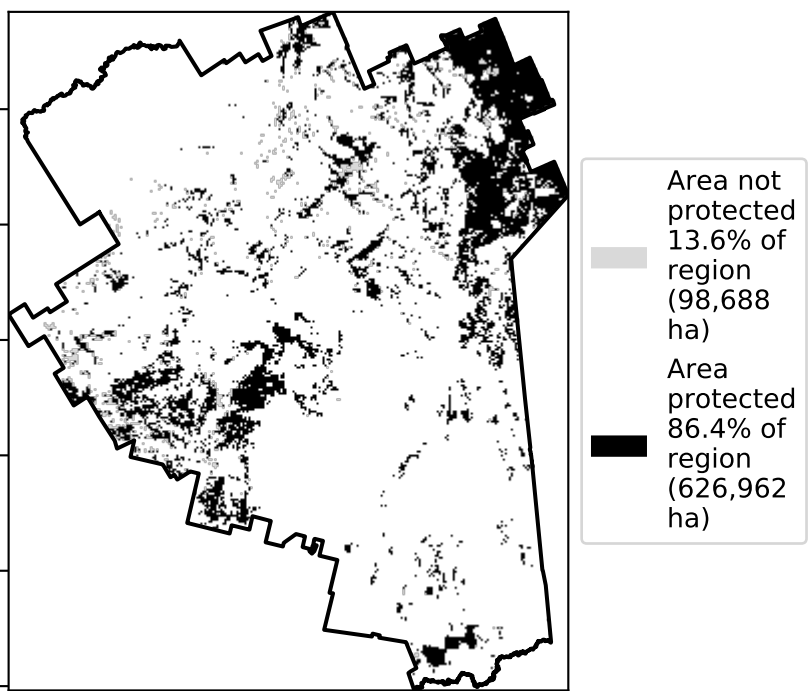 Area not
protected
13.6% of
region
(98,688
ha)
Area
protected
86.4% of
region
(626,962
ha)